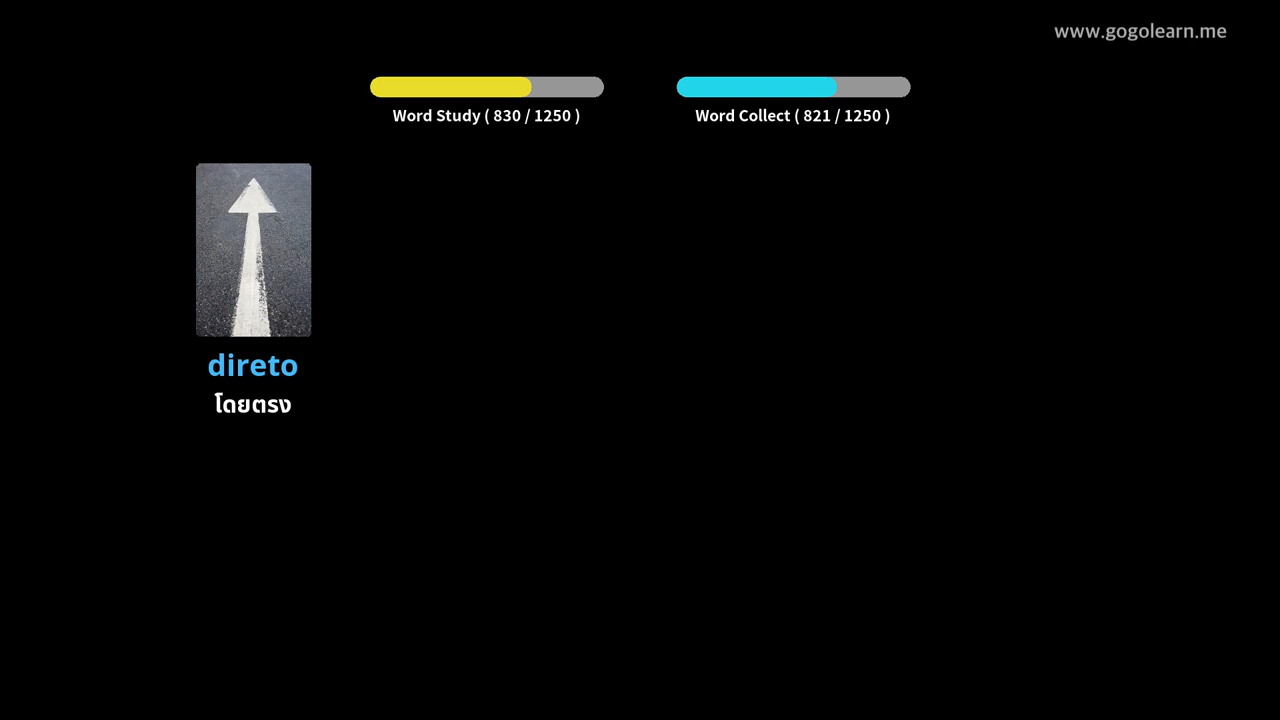 www.gogolearn.me
Word Study ( 830 / 1250 )
Word Collect ( 821 / 1250 )
direto
โดยตรง